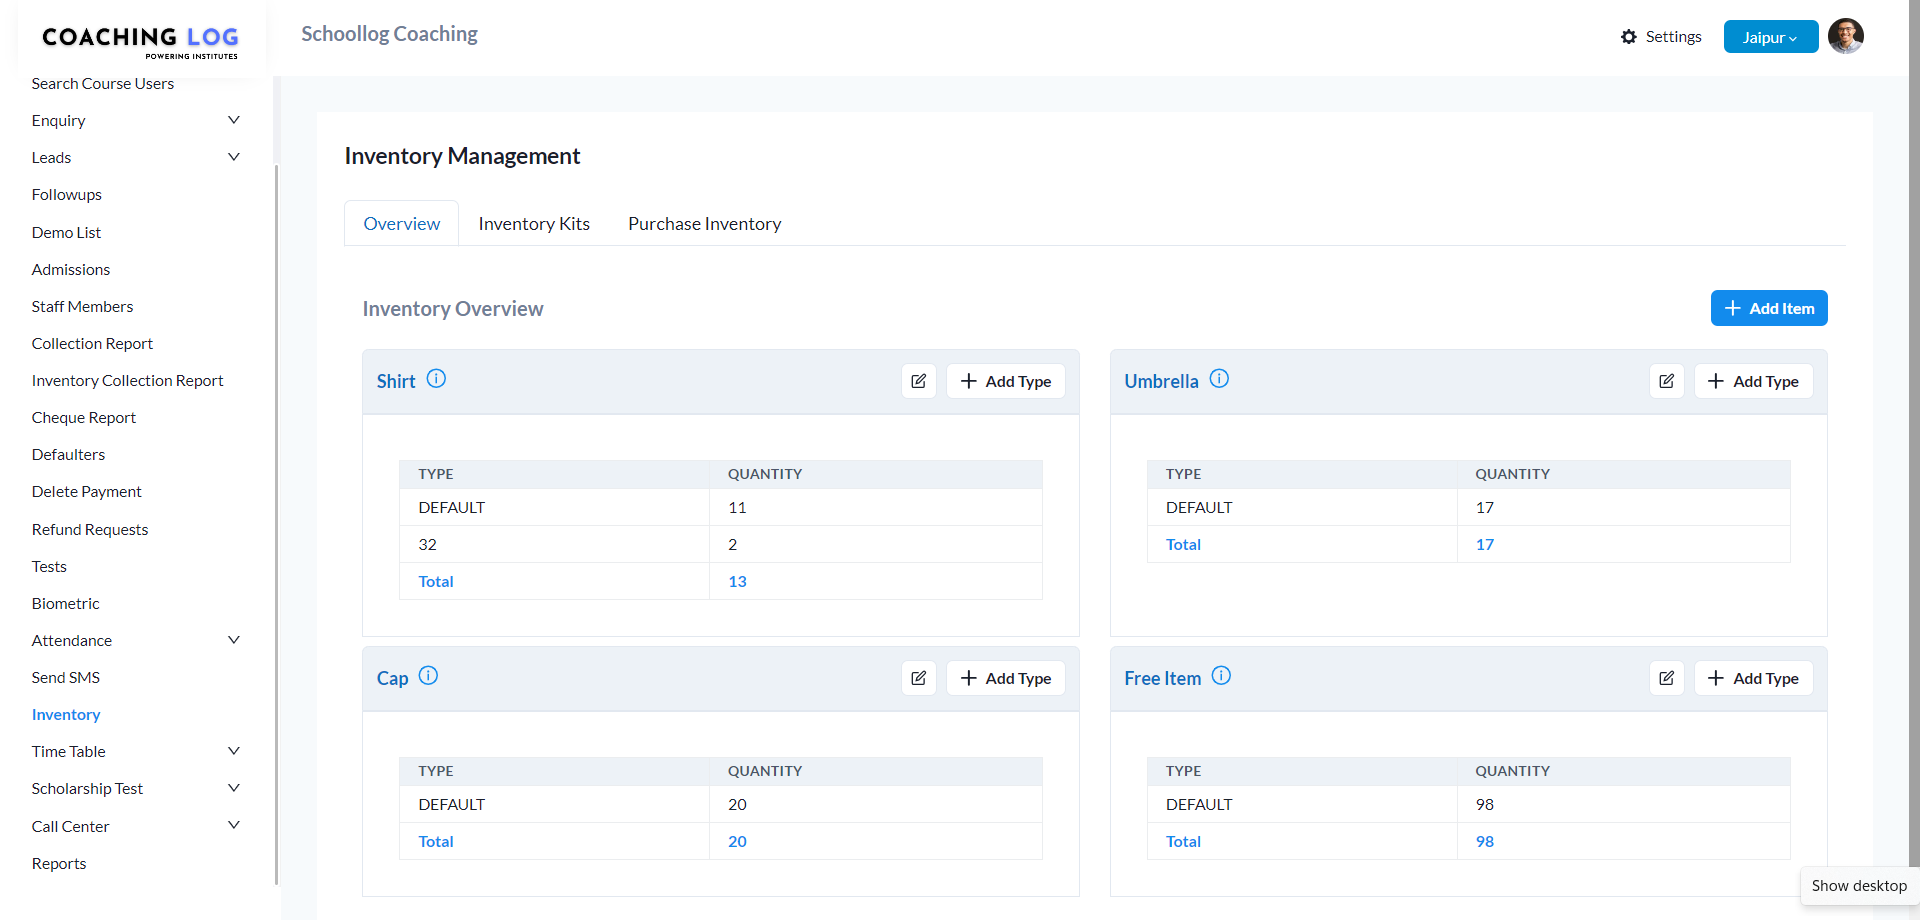 COACHING LOG
POWERING INSTITUTES
Schoollog Coaching
Settings
Jaipur
Search Course Users
Enquiry
Leads
Followups
Demo List
Admissions
Staff Members
Collection Report
Inventory Collection Report
Cheque Report
Defaulters
Delete Payment
Refund Requests
Tests
Biometric
Attendance
Send SMS
Inventory
Time Table
Scholarship Test
Call Center
Reports
Inventory Management
Overview Inventory Kits Purchase Inventory
Inventory Overview
Add Item
Shirt
Add Type
TYPE QUANTITY
DEFAULT 11
32 2
Total 13
Umbrella
Add Type
TYPE QUANTITY
DEFAULT 17
Total 17
Cap
Add Type
TYPE QUANTITY
DEFAULT 20
Total 20
Free Item
Add Type
TYPE QUANTITY
DEFAULT 98
Total 98
Show desktop